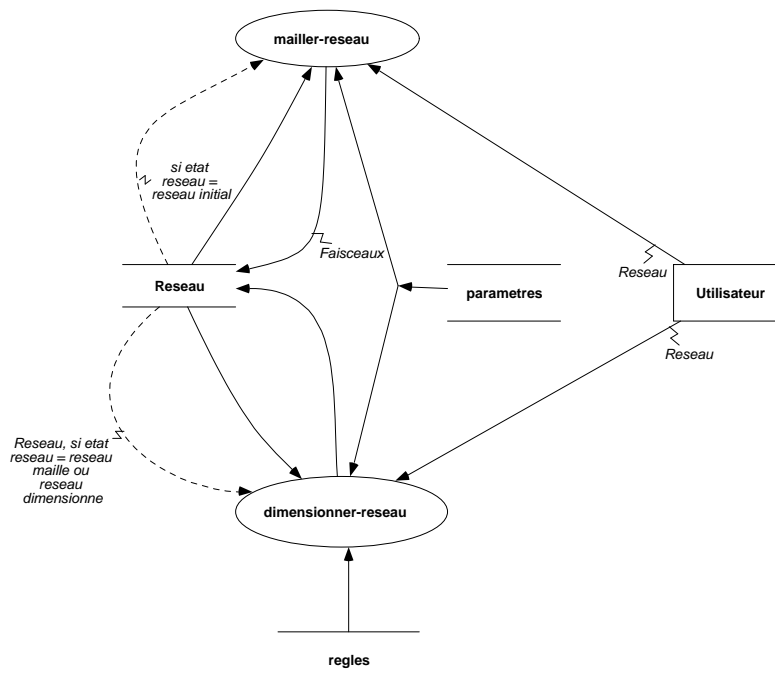 mailler-reseau
si etat
reseau =
reseau initial
Faisceaux
Reseau
Reseau
parametres
Utilisateur
Reseau
Reseau, si etat
reseau = reseau
maille ou
reseau
dimensionne
dimensionner-reseau
regles